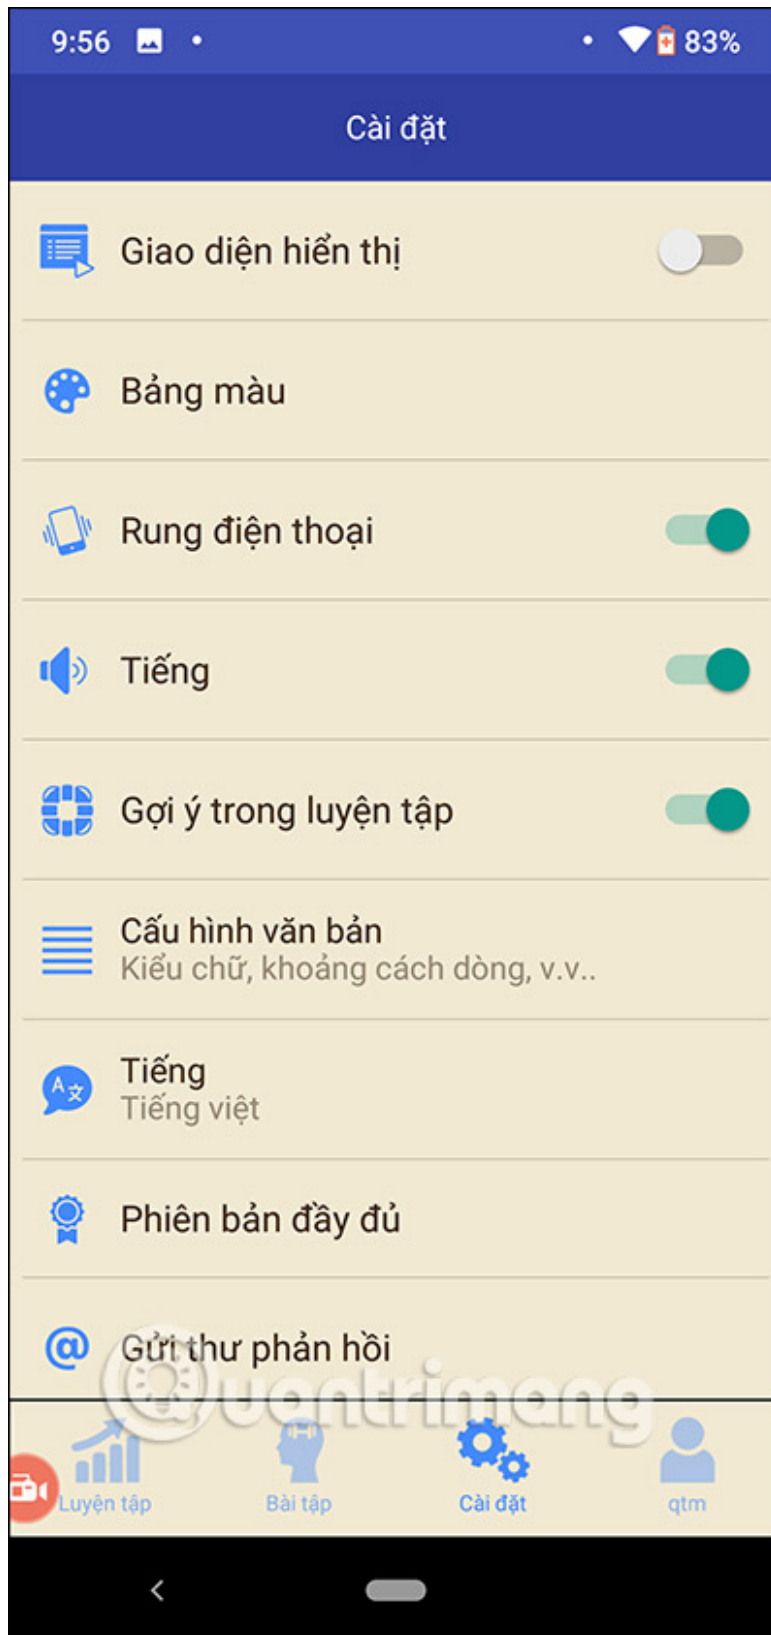 9:56 83%
Cài đặt
Giao diện hiển thị
Bảng màu
Rung điện thoại
Tiếng
Gợi ý trong luyện tập
Cấu hình văn bản
Kiểu chữ, khoảng cách dòng, v.v..
Tiếng
Tiếng việt
Phiên bản đầy đủ
@ Gửi thư phản hồi
Quantrimang
Luyện tập Bài tập Cài đặt qtm